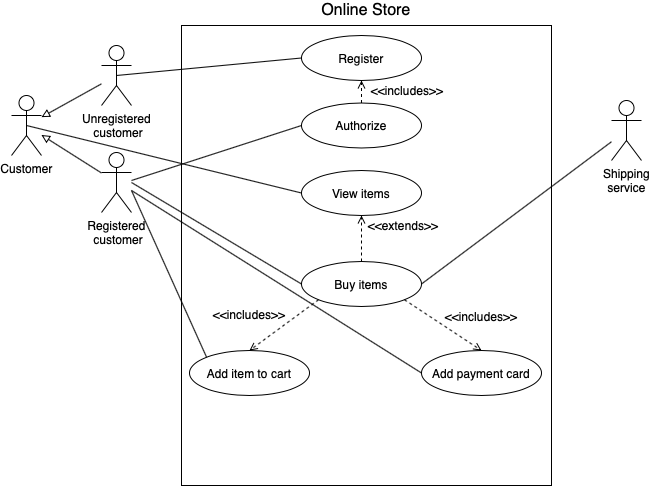 Online Store
Register
<<includes>>
Unregistered
customer
Authorize
Customer
Shipping
service
View items
Registered
customer
<<extends>>
Buy items
<<includes>>
<<includes>>
Add item to cart
Add payment card